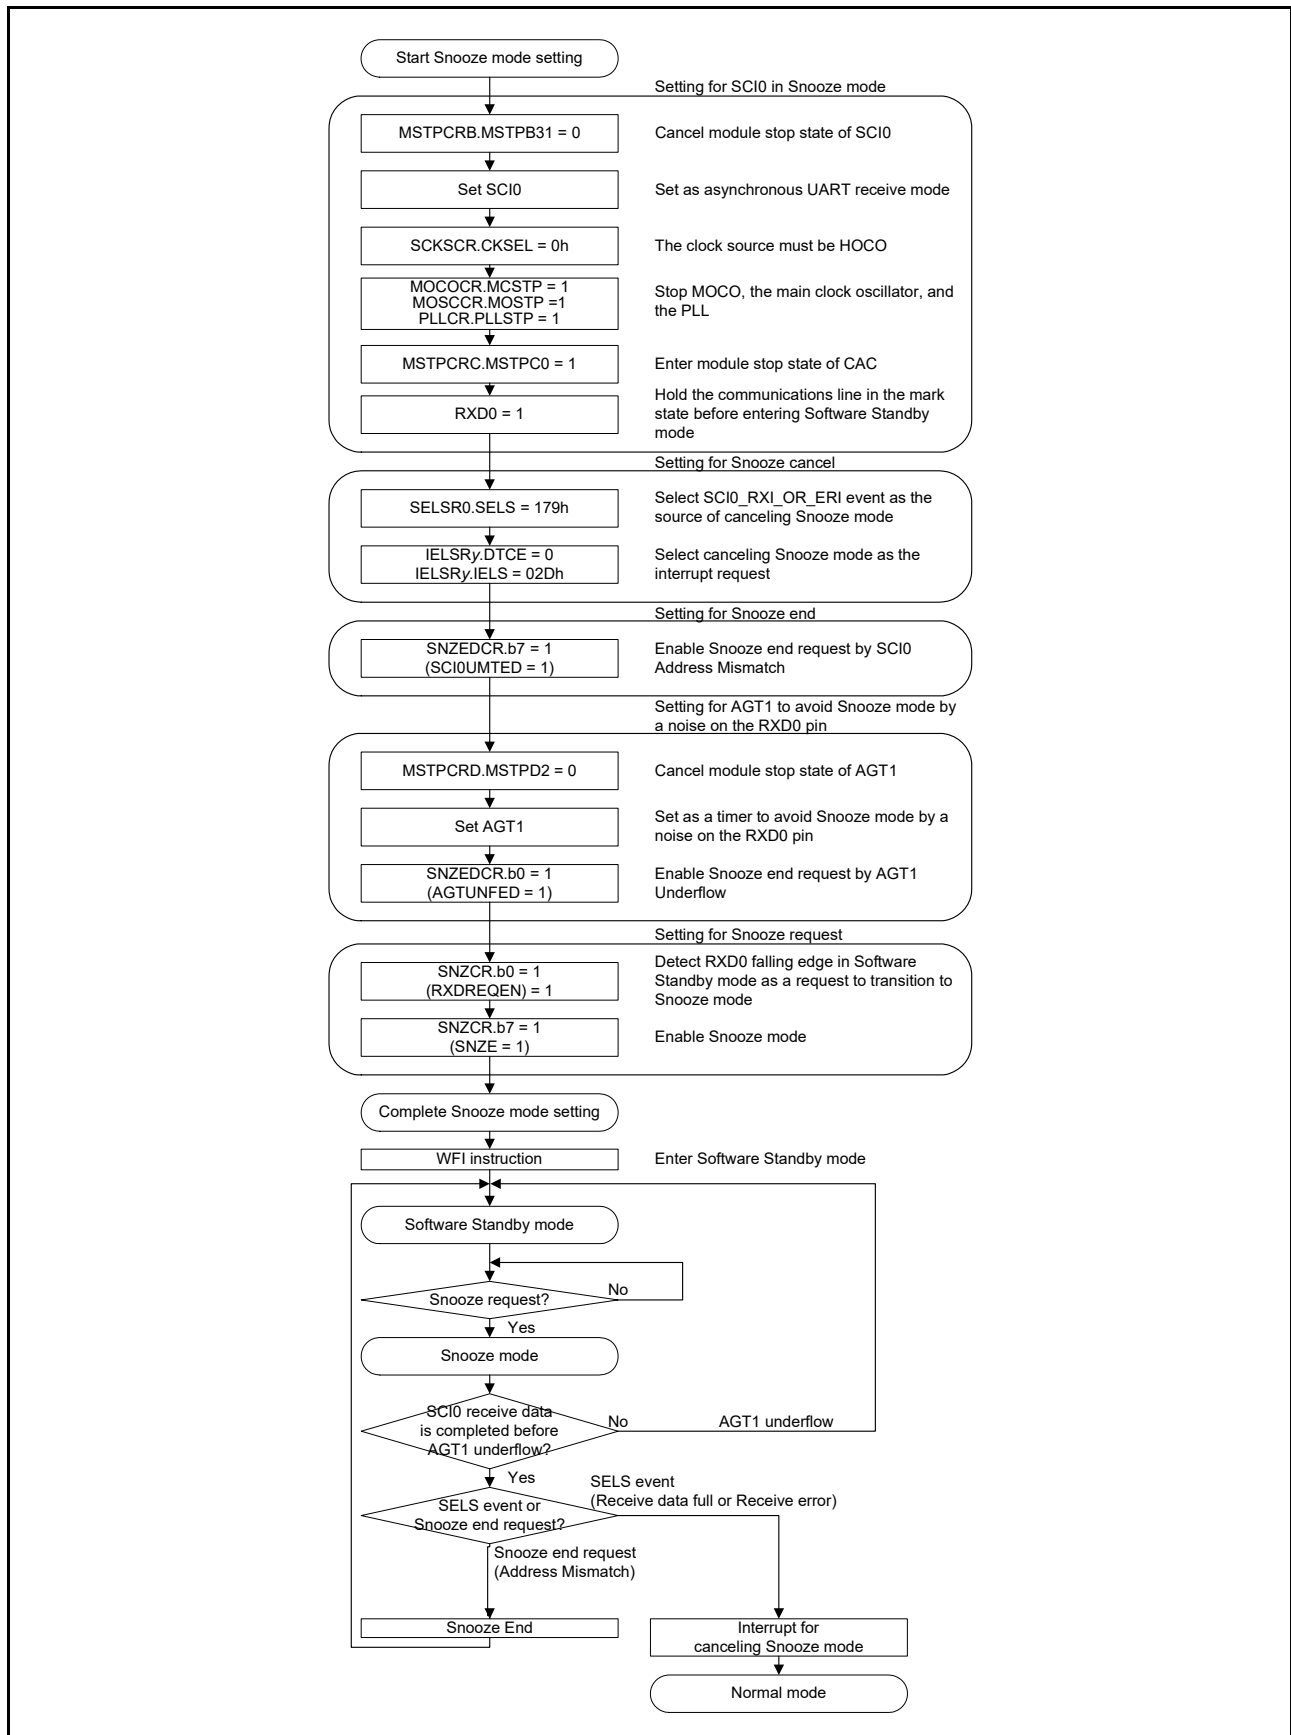 Start Snooze mode setting
Setting for SCI0 in Snooze mode
MSTPCRB.MSTPB31 = 0
Cancel module stop state of SCI0
Set SCI0
Set as asynchronous UART receive mode
SCKSCR.CKSEL = 0h
The clock source must be HOCO
MOCOCR.MCSTP = 1
MOSCCR.MOSTP =1
PLLCR.PLLSTP = 1
Stop MOCO, the main clock oscillator, and
the PLL
MSTPCRC.MSTPC0 = 1
Enter module stop state of CAC
RXD0 = 1
Hold the communications line in the mark
state before entering Software Standby
mode
Setting for Snooze cancel
SELSR0.SELS = 179h
Select SCI0_RXI_OR_ERI event as the
source of canceling Snooze mode
IELSRy.DTCE = 0
IELSRy.IELS = 02Dh
Select canceling Snooze mode as the
interrupt request
Setting for Snooze end
SNZEDCR.b7 = 1
(SCI0UMTED = 1)
Enable Snooze end request by SCI0
Address Mismatch
Setting for AGT1 to avoid Snooze mode by
a noise on the RXD0 pin
MSTPCRD.MSTPD2 = 0
Cancel module stop state of AGT1
Set AGT1
Set as a timer to avoid Snooze mode by a
noise on the RXD0 pin
SNZEDCR.b0 = 1
(AGTUNFED = 1)
Enable Snooze end request by AGT1
Underflow
Setting for Snooze request
SNZCR.b0 = 1
(RXDREQEN) = 1
Detect RXD0 falling edge in Software
Standby mode as a request to transition to
Snooze mode
SNZCR.b7 = 1
(SNZE = 1)
Enable Snooze mode
Complete Snooze mode setting
WFI instruction
Enter Software Standby mode
Software Standby mode
Snooze request?
No
Yes
Snooze mode
SCI0 receive data
is completed before
AGT1 underflow?
No
AGT1 underflow
Yes
SELS event
(Receive data full or Receive error)
SELS event or
Snooze end request?
Snooze end request
(Address Mismatch)
Snooze End
Interrupt for
canceling Snooze mode
Normal mode